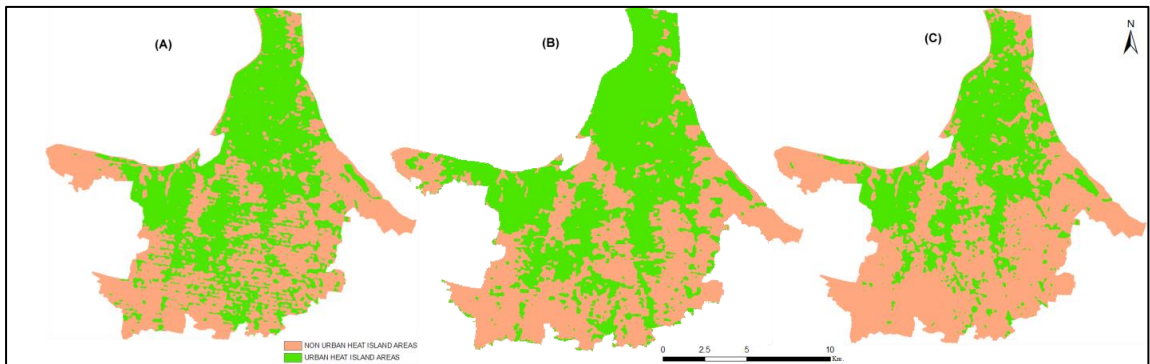 (A)
(B)
(C)
N
NON URBAN HEAT ISLAND AREAS
URBAN HEAT ISLAND AREAS
0 2.5 5 10
Km.